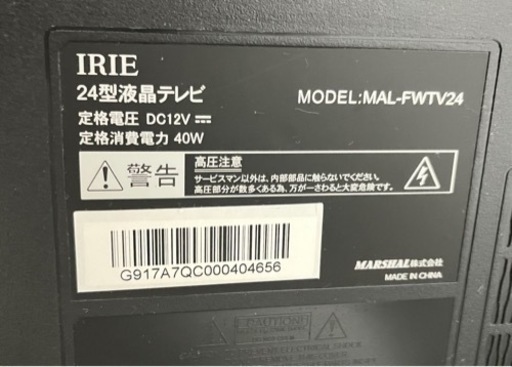 IRIE
24型液晶テレビ
MODEL:MAL-FWTV24
定格電圧 DC12V
定格消費電力 40W
警告
高圧注意
サービスマン以外は、内部部品に触らないでください。
高圧部分が数多くある為、万が一さわると大変危険です。
G917A7QC000404656
MARSHAL株式会社
MADE IN CHINA
CAUTION